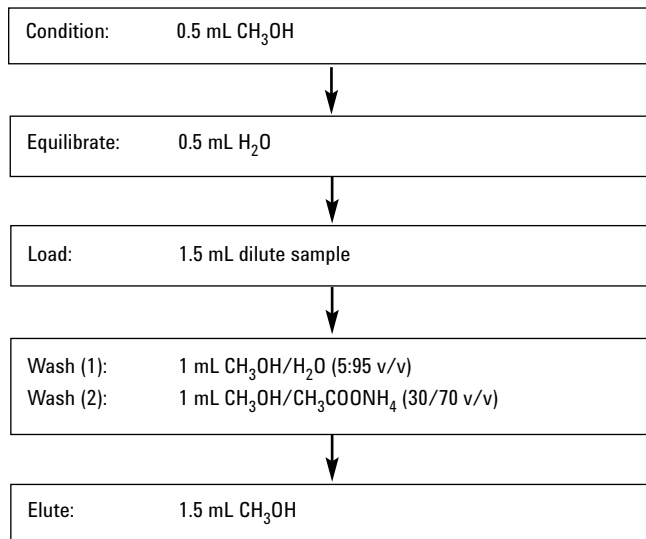 Condition: 0.5 mL CH₃OH
Equilibrate: 0.5 mL H₂O
Load: 1.5 mL dilute sample
Wash (1): 1 mL CH₃OH/H₂O (5:95 v/v)
Wash (2): 1 mL CH₃OH/CH₃COONH₄ (30/70 v/v)
Elute: 1.5 mL CH₃OH